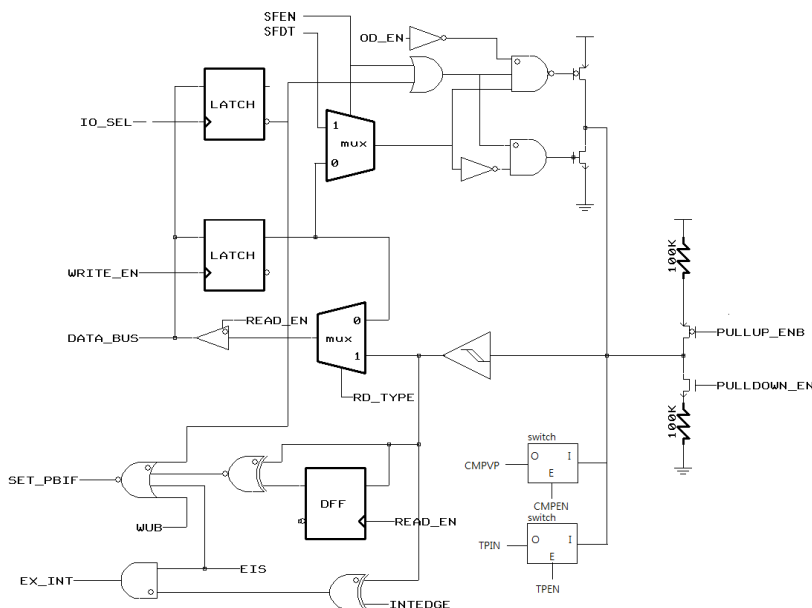 SFEN
SFDT
OD_EN
LATCH
IO_SEL
1
mux
0
LATCH
WRITE_EN
100K
READ_EN
DATA_BUS
0
mux
1
PULLUP_ENB
RD_TYPE
PULLDOWN_EN
100K
switch
O I
E
CMPVP
CMPEN
SET_PBIF
DFF
Q
READ_EN
WUB
switch
O I
E
TPIN
TPEN
EX_INT
EIS
INTEDGE